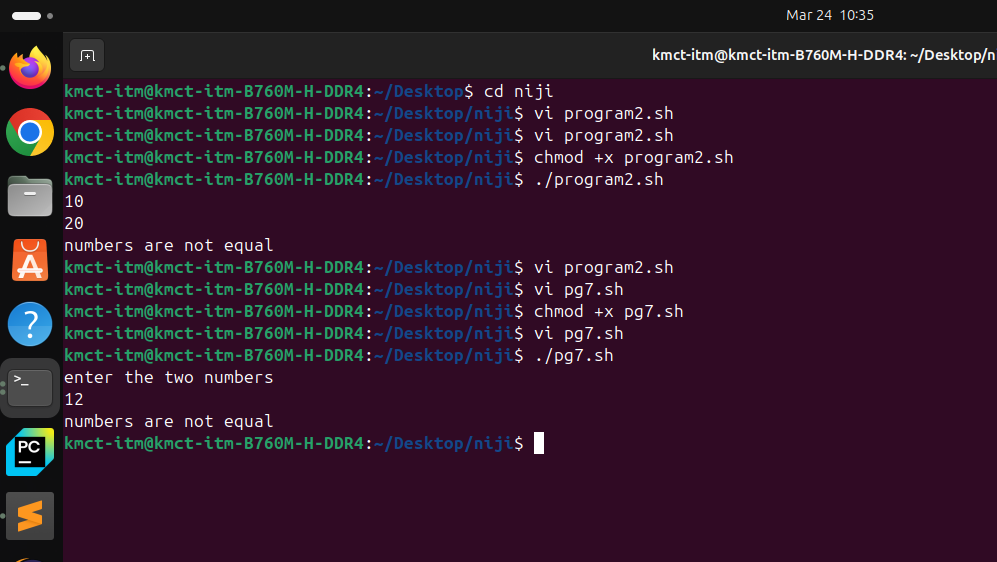 Mar 24 10:35
kmct-itm@kmct-itm-B760M-H-DDR4: ~/Desktop/n
kmct-itm@kmct-itm-B760M-H-DDR4:~/Desktop$ cd niji
kmct-itm@kmct-itm-B760M-H-DDR4:~/Desktop/niji$ vi program2.sh
kmct-itm@kmct-itm-B760M-H-DDR4:~/Desktop/niji$ vi program2.sh
kmct-itm@kmct-itm-B760M-H-DDR4:~/Desktop/niji$ chmod +x program2.sh
kmct-itm@kmct-itm-B760M-H-DDR4:~/Desktop/niji$ ./program2.sh
10
20
numbers are not equal
kmct-itm@kmct-itm-B760M-H-DDR4:~/Desktop/niji$ vi program2.sh
kmct-itm@kmct-itm-B760M-H-DDR4:~/Desktop/niji$ vi pg7.sh
kmct-itm@kmct-itm-B760M-H-DDR4:~/Desktop/niji$ chmod +x pg7.sh
kmct-itm@kmct-itm-B760M-H-DDR4:~/Desktop/niji$ vi pg7.sh
kmct-itm@kmct-itm-B760M-H-DDR4:~/Desktop/niji$ ./pg7.sh
enter the two numbers
12
numbers are not equal
kmct-itm@kmct-itm-B760M-H-DDR4:~/Desktop/niji$
?
>_
PC